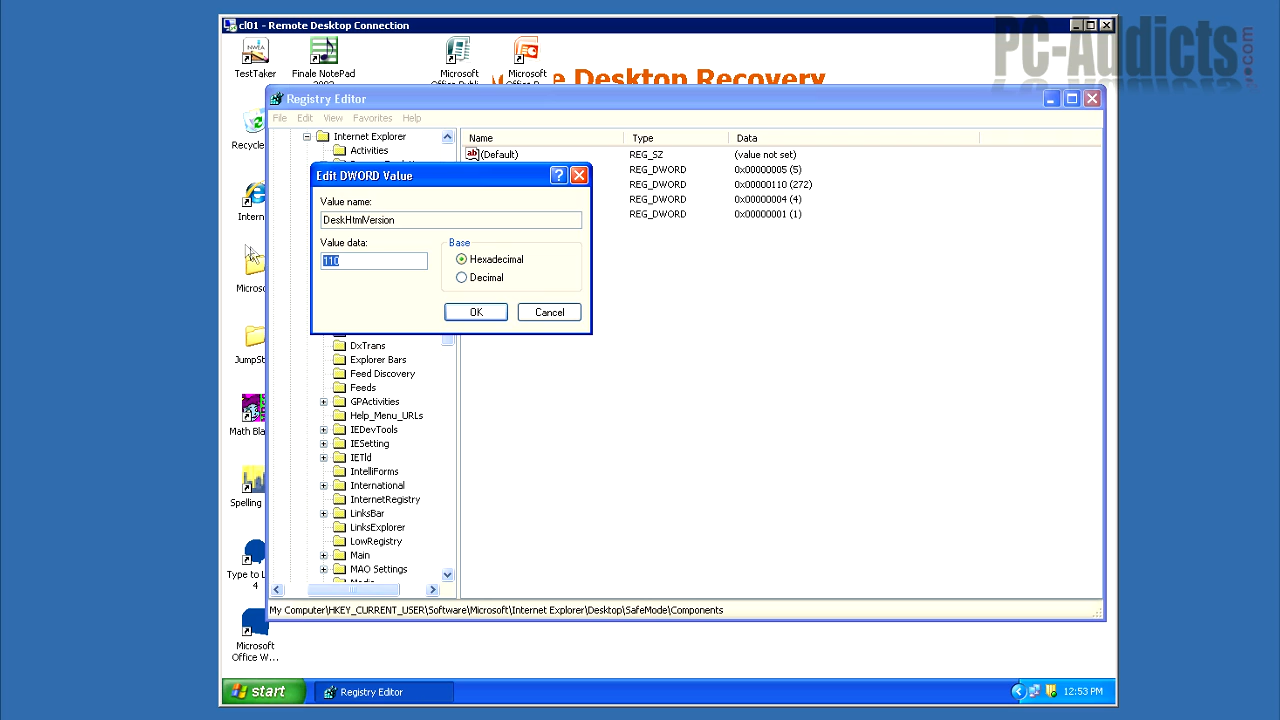 cl01 - Remote Desktop Connection
PC-Addicts.com
TestTaker
Finale NotePad
Microsoft
Microsoft
Desktop Recovery
Registry Editor
File Edit View Favorites Help
Recycle
Intern
Micros
JumpSt
Math Bla
Spelling
Type to L
4
Microsoft
Office W...
Internet Explorer
Activities
Name Type Data
(Default) REG_SZ (value not set)
REG_DWORD 0x00000005 (5)
REG_DWORD 0x00000110 (272)
REG_DWORD 0x00000004 (4)
REG_DWORD 0x00000001 (1)
Edit DWORD Value
Value name:
DeskHtmlVersion
Value data:
110
Base
Hexadecimal
Decimal
OK
Cancel
DxTrans
Explorer Bars
Feed Discovery
Feeds
GPActivities
Help_Menu_URLs
IEDevTools
IESetting
IETld
IntelliForms
International
InternetRegistry
LinksBar
LinksExplorer
LowRegistry
Main
MAO Settings
My Computer\HKEY_CURRENT_USER\Software\Microsoft\Internet Explorer\Desktop\SafeMode\Components
start
Registry Editor
12:53 PM